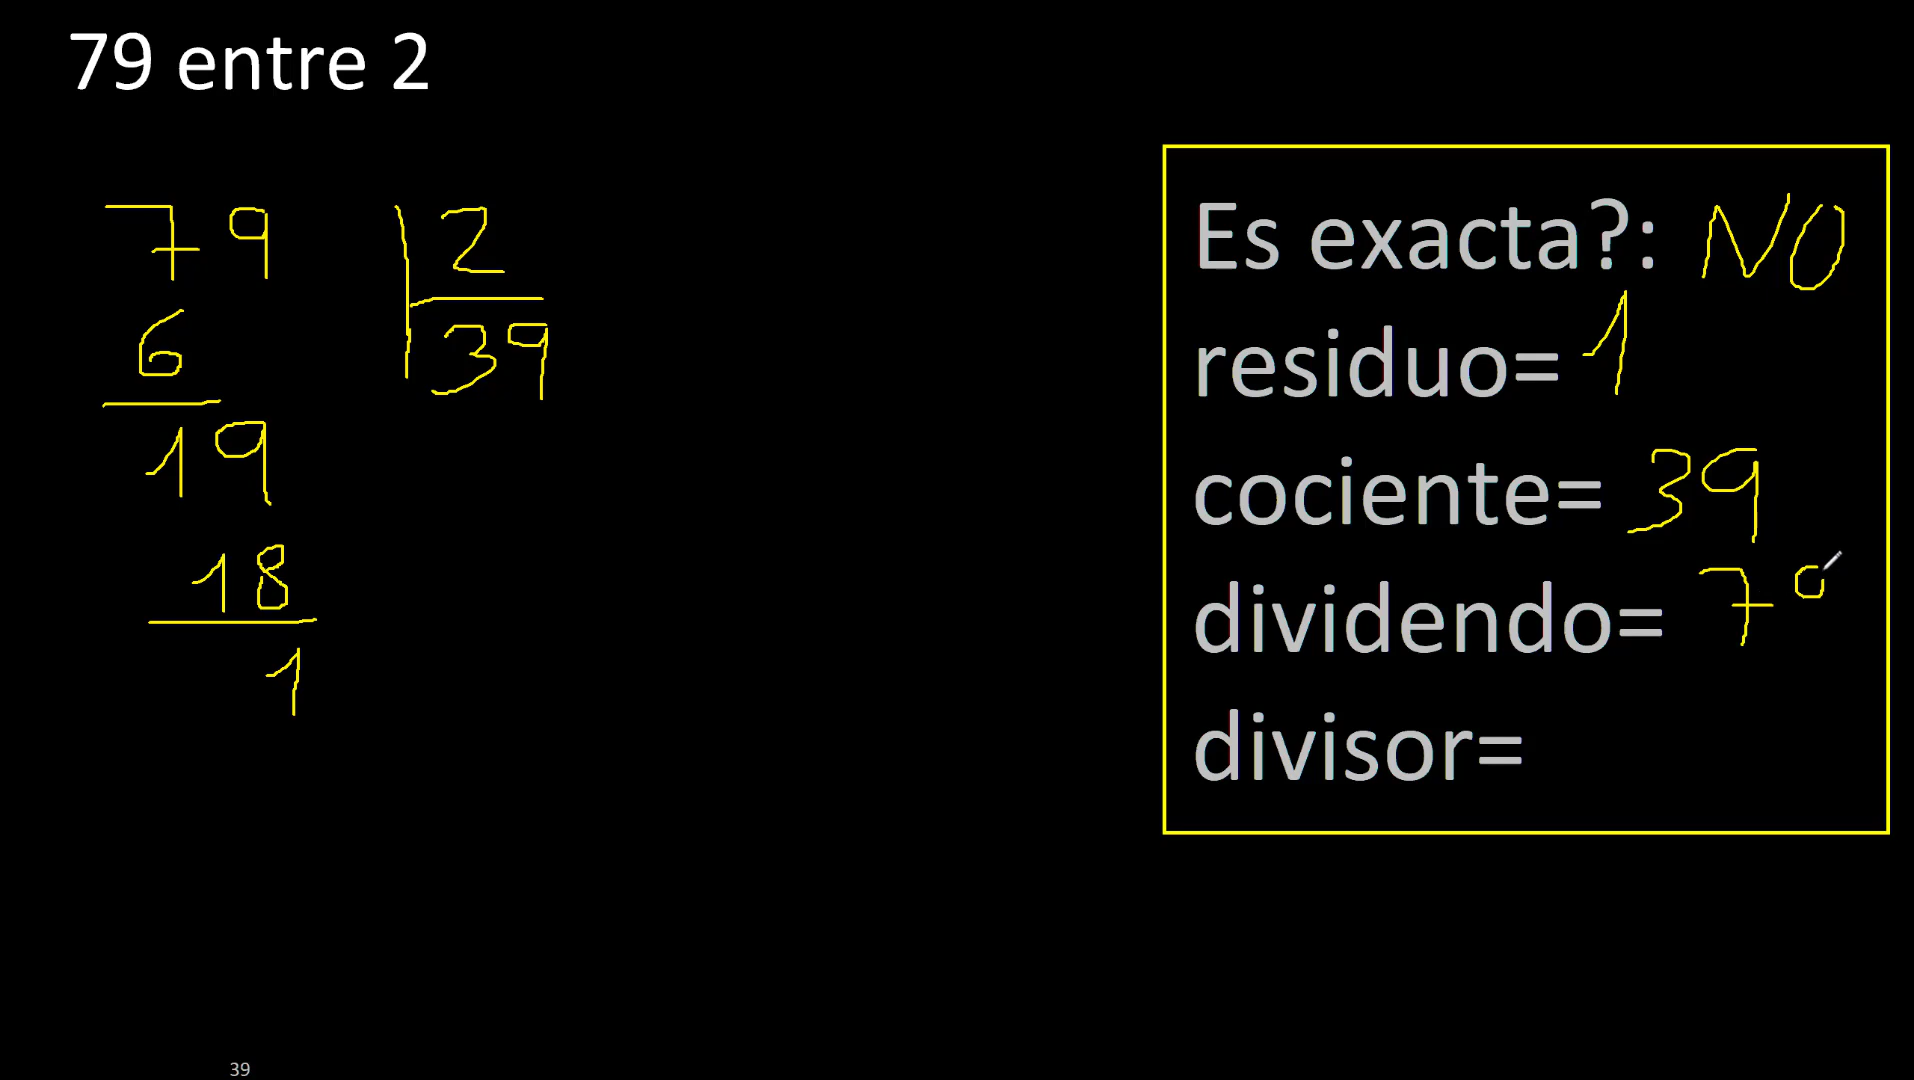 79 entre 2
79 2
6 39
19
18
1
Es exacta?: NO
residuo= 1
cociente= 39
dividendo= 7
divisor=
39